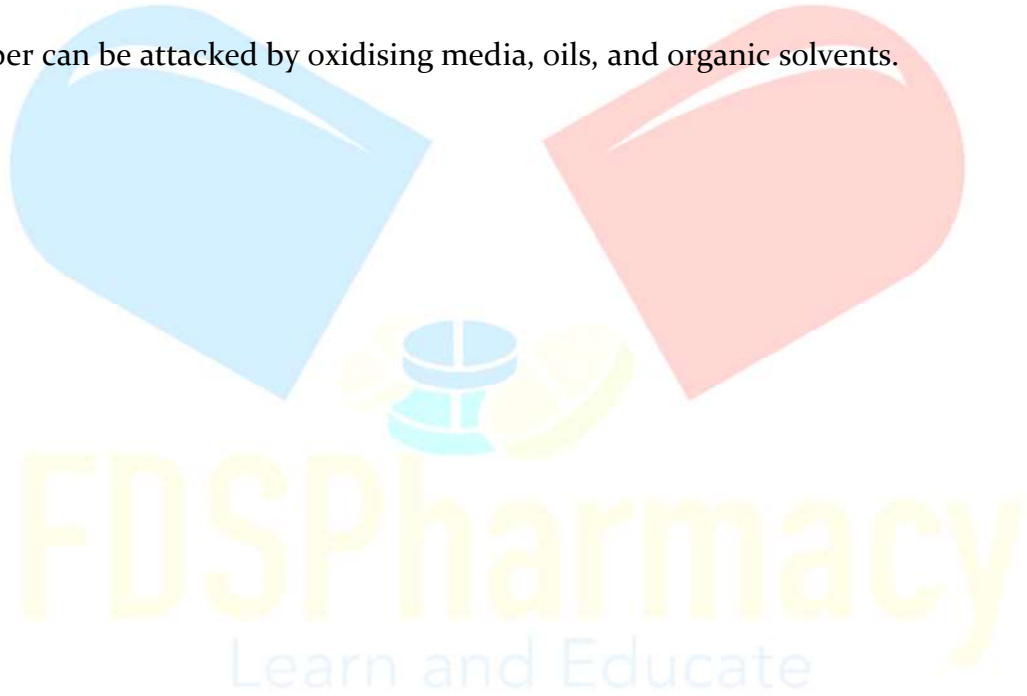 ber can be attacked by oxidising media, oils, and organic solvents.
FDSPharmacy
Learn and Educate